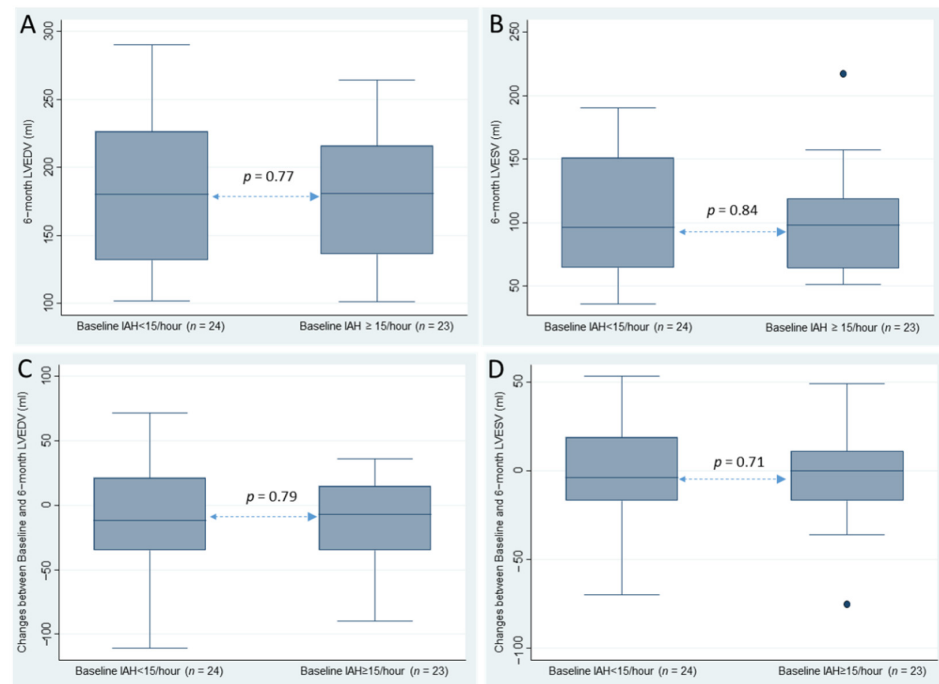 A
6-month LVEDV (ml)
300
250
200
150
100
p = 0.77
Baseline IAH<15/hour (n = 24)
Baseline IAH ≥ 15/hour (n = 23)
B
6-month LVESV (ml)
250
200
150
100
50
p = 0.84
Baseline IAH<15/hour (n = 24)
Baseline IAH ≥ 15/hour (n = 23)
C
Changes between Baseline and 6-month LVEDV (ml)
100
50
0
-50
-100
p = 0.79
Baseline IAH<15/hour (n = 24)
Baseline IAH≥15/hour (n = 23)
D
Changes between Baseline and 6-month LVESV (ml)
50
0
-50
-100
p = 0.71
Baseline IAH<15/hour (n = 24)
Baseline IAH≥15/hour (n = 23)